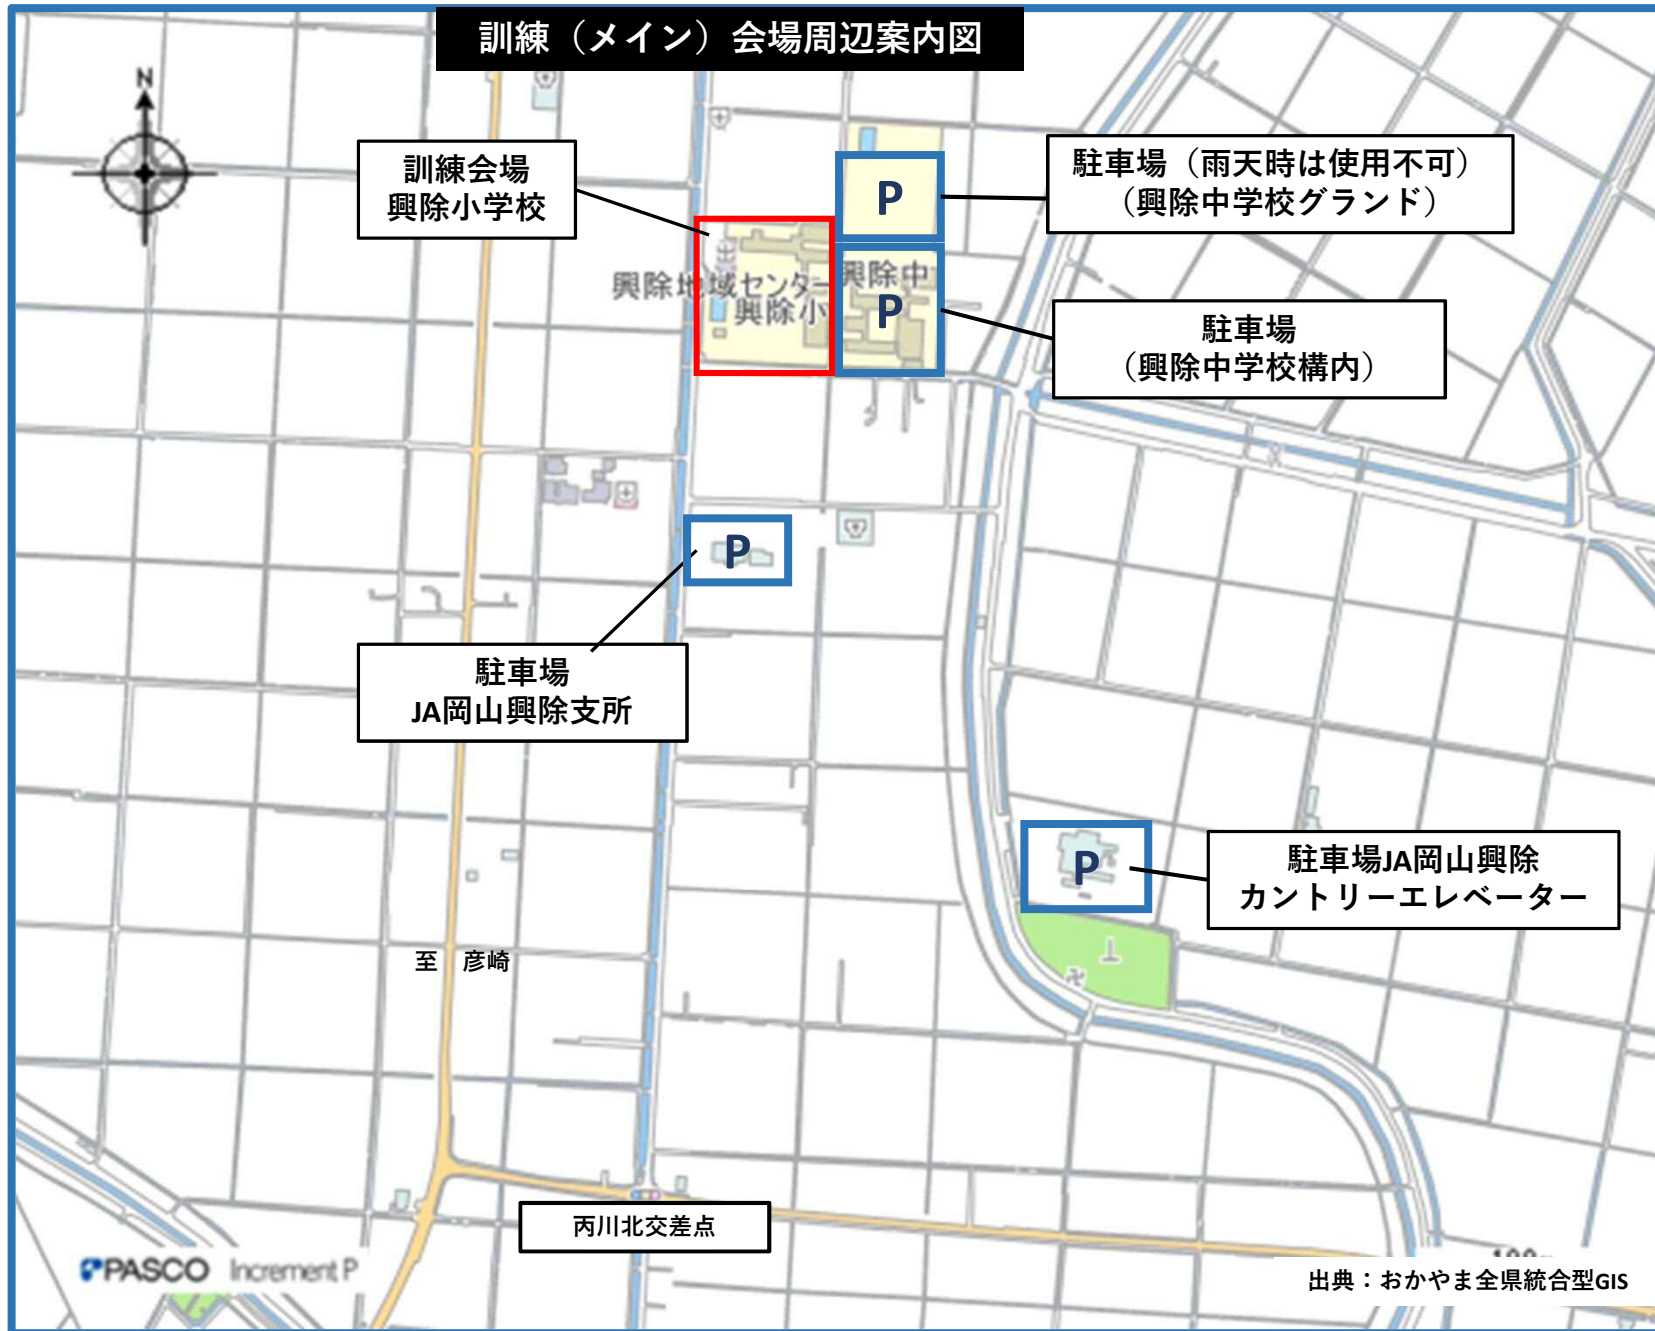 訓練（メイン）会場周辺案内図
N
訓練会場
興除小学校
駐車場（雨天時は使用不可）
（興除中学校グランド）
P
興除地域センター
興除中
興除小
P
駐車場
（興除中学校構内）
P
駐車場
JA岡山興除支所
P
駐車場JA岡山興除
カントリーエレベーター
至 彦崎
丙川北交差点
PASCO Increment P
出典：おかやま全県統合型GIS